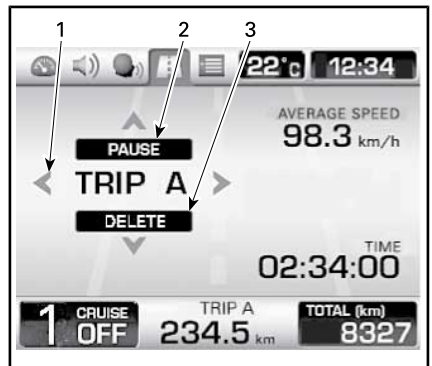 1 2 3
22°c 12:34
AVERAGE SPEED
98.3 km/h
PAUSE
TRIP A
DELETE
TIME
02:34:00
1 CRUISE OFF
TRIP A
234.5 km
TOTAL (km)
8327